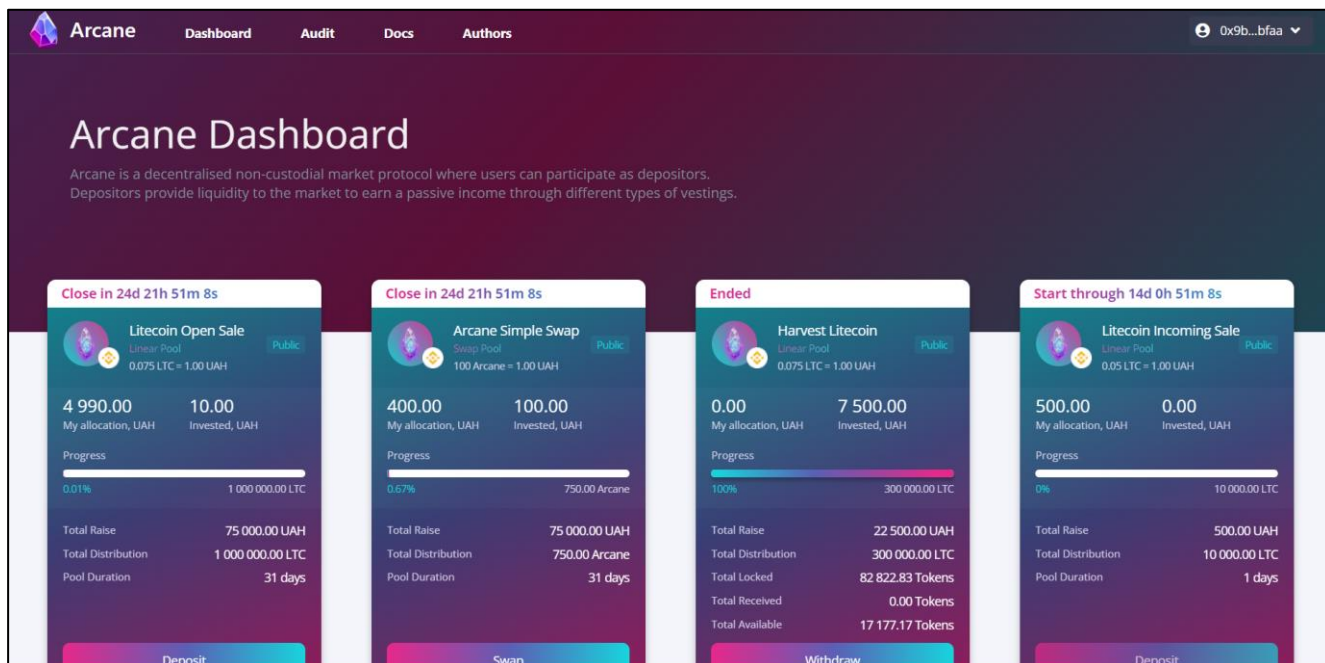 Arcane Dashboard Audit Docs Authors 0x9b...bfaa
Arcane Dashboard
Arcane is a decentralised non-custodial market protocol where users can participate as depositors.
Depositors provide liquidity to the market to earn a passive income through different types of vestings.
Close in 24d 21h 51m 8s
Litecoin Open Sale
Linear Pool
Public
0.075 LTC = 1.00 UAH
4 990.00 10.00
My allocation, UAH Invested, UAH
Progress
0.01% 1 000 000.00 LTC
Total Raise 75 000.00 UAH
Total Distribution 1 000 000.00 LTC
Pool Duration 31 days
Deposit
Close in 24d 21h 51m 8s
Arcane Simple Swap
Swap Pool
Public
100 Arcane = 1.00 UAH
400.00 100.00
My allocation, UAH Invested, UAH
Progress
0.67% 750.00 Arcane
Total Raise 75 000.00 UAH
Total Distribution 750.00 Arcane
Pool Duration 31 days
Swap
Ended
Harvest Litecoin
Linear Pool
Public
0.075 LTC = 1.00 UAH
0.00 7 500.00
My allocation, UAH Invested, UAH
Progress
100% 300 000.00 LTC
Total Raise 22 500.00 UAH
Total Distribution 300 000.00 LTC
Total Locked 82 822.83 Tokens
Total Received 0.00 Tokens
Total Available 17 177.17 Tokens
Withdraw
Start through 14d 0h 51m 8s
Litecoin Incoming Sale
Linear Pool
Public
0.05 LTC = 1.00 UAH
500.00 0.00
My allocation, UAH Invested, UAH
Progress
0% 10 000.00 LTC
Total Raise 500.00 UAH
Total Distribution 10 000.00 LTC
Pool Duration 1 days
Deposit